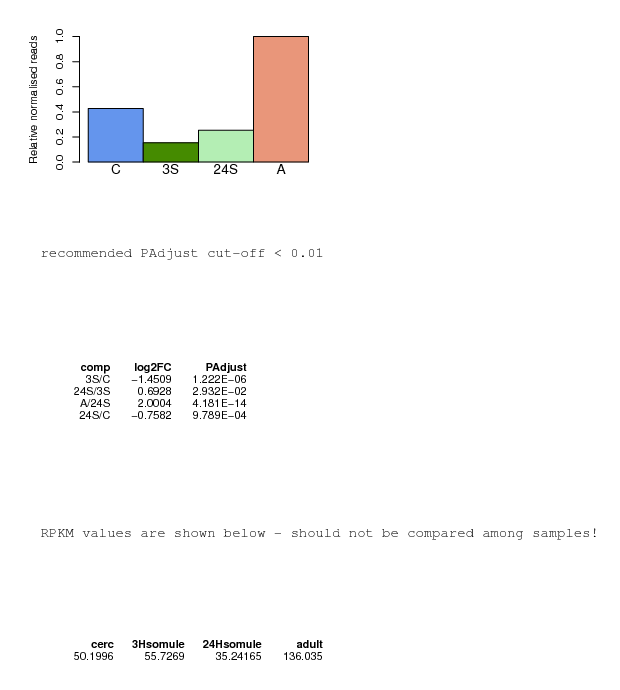 Relative normalised reads
1.0
0.8
0.6
0.4
0.2
0.0
C 3S 24S A
recommended PAdjust cut-off < 0.01
comp log2FC PAdjust
3S/C −1.4509 1.222E−06
24S/3S 0.6928 2.932E−02
A/24S 2.0004 4.181E−14
24S/C −0.7582 9.789E−04
RPKM values are shown below - should not be compared among samples!
cerc 3Hsomule 24Hsomule adult
50.1996 55.7269 35.24165 136.035